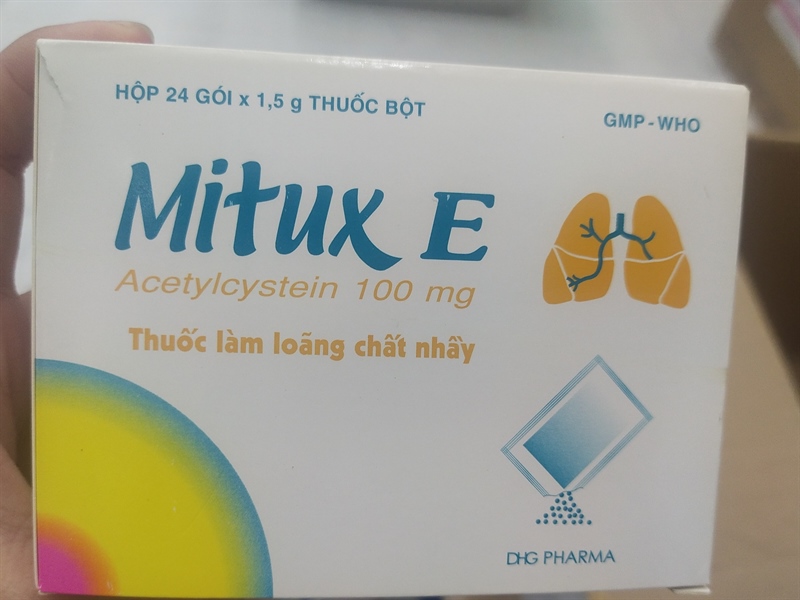 HỘP 24 GÓI x 1,5 g THUỐC BỘT
GMP - WHO
Mitux E
Acetylcystein 100 mg
Thuốc làm loãng chất nhầy
DHG PHARMA